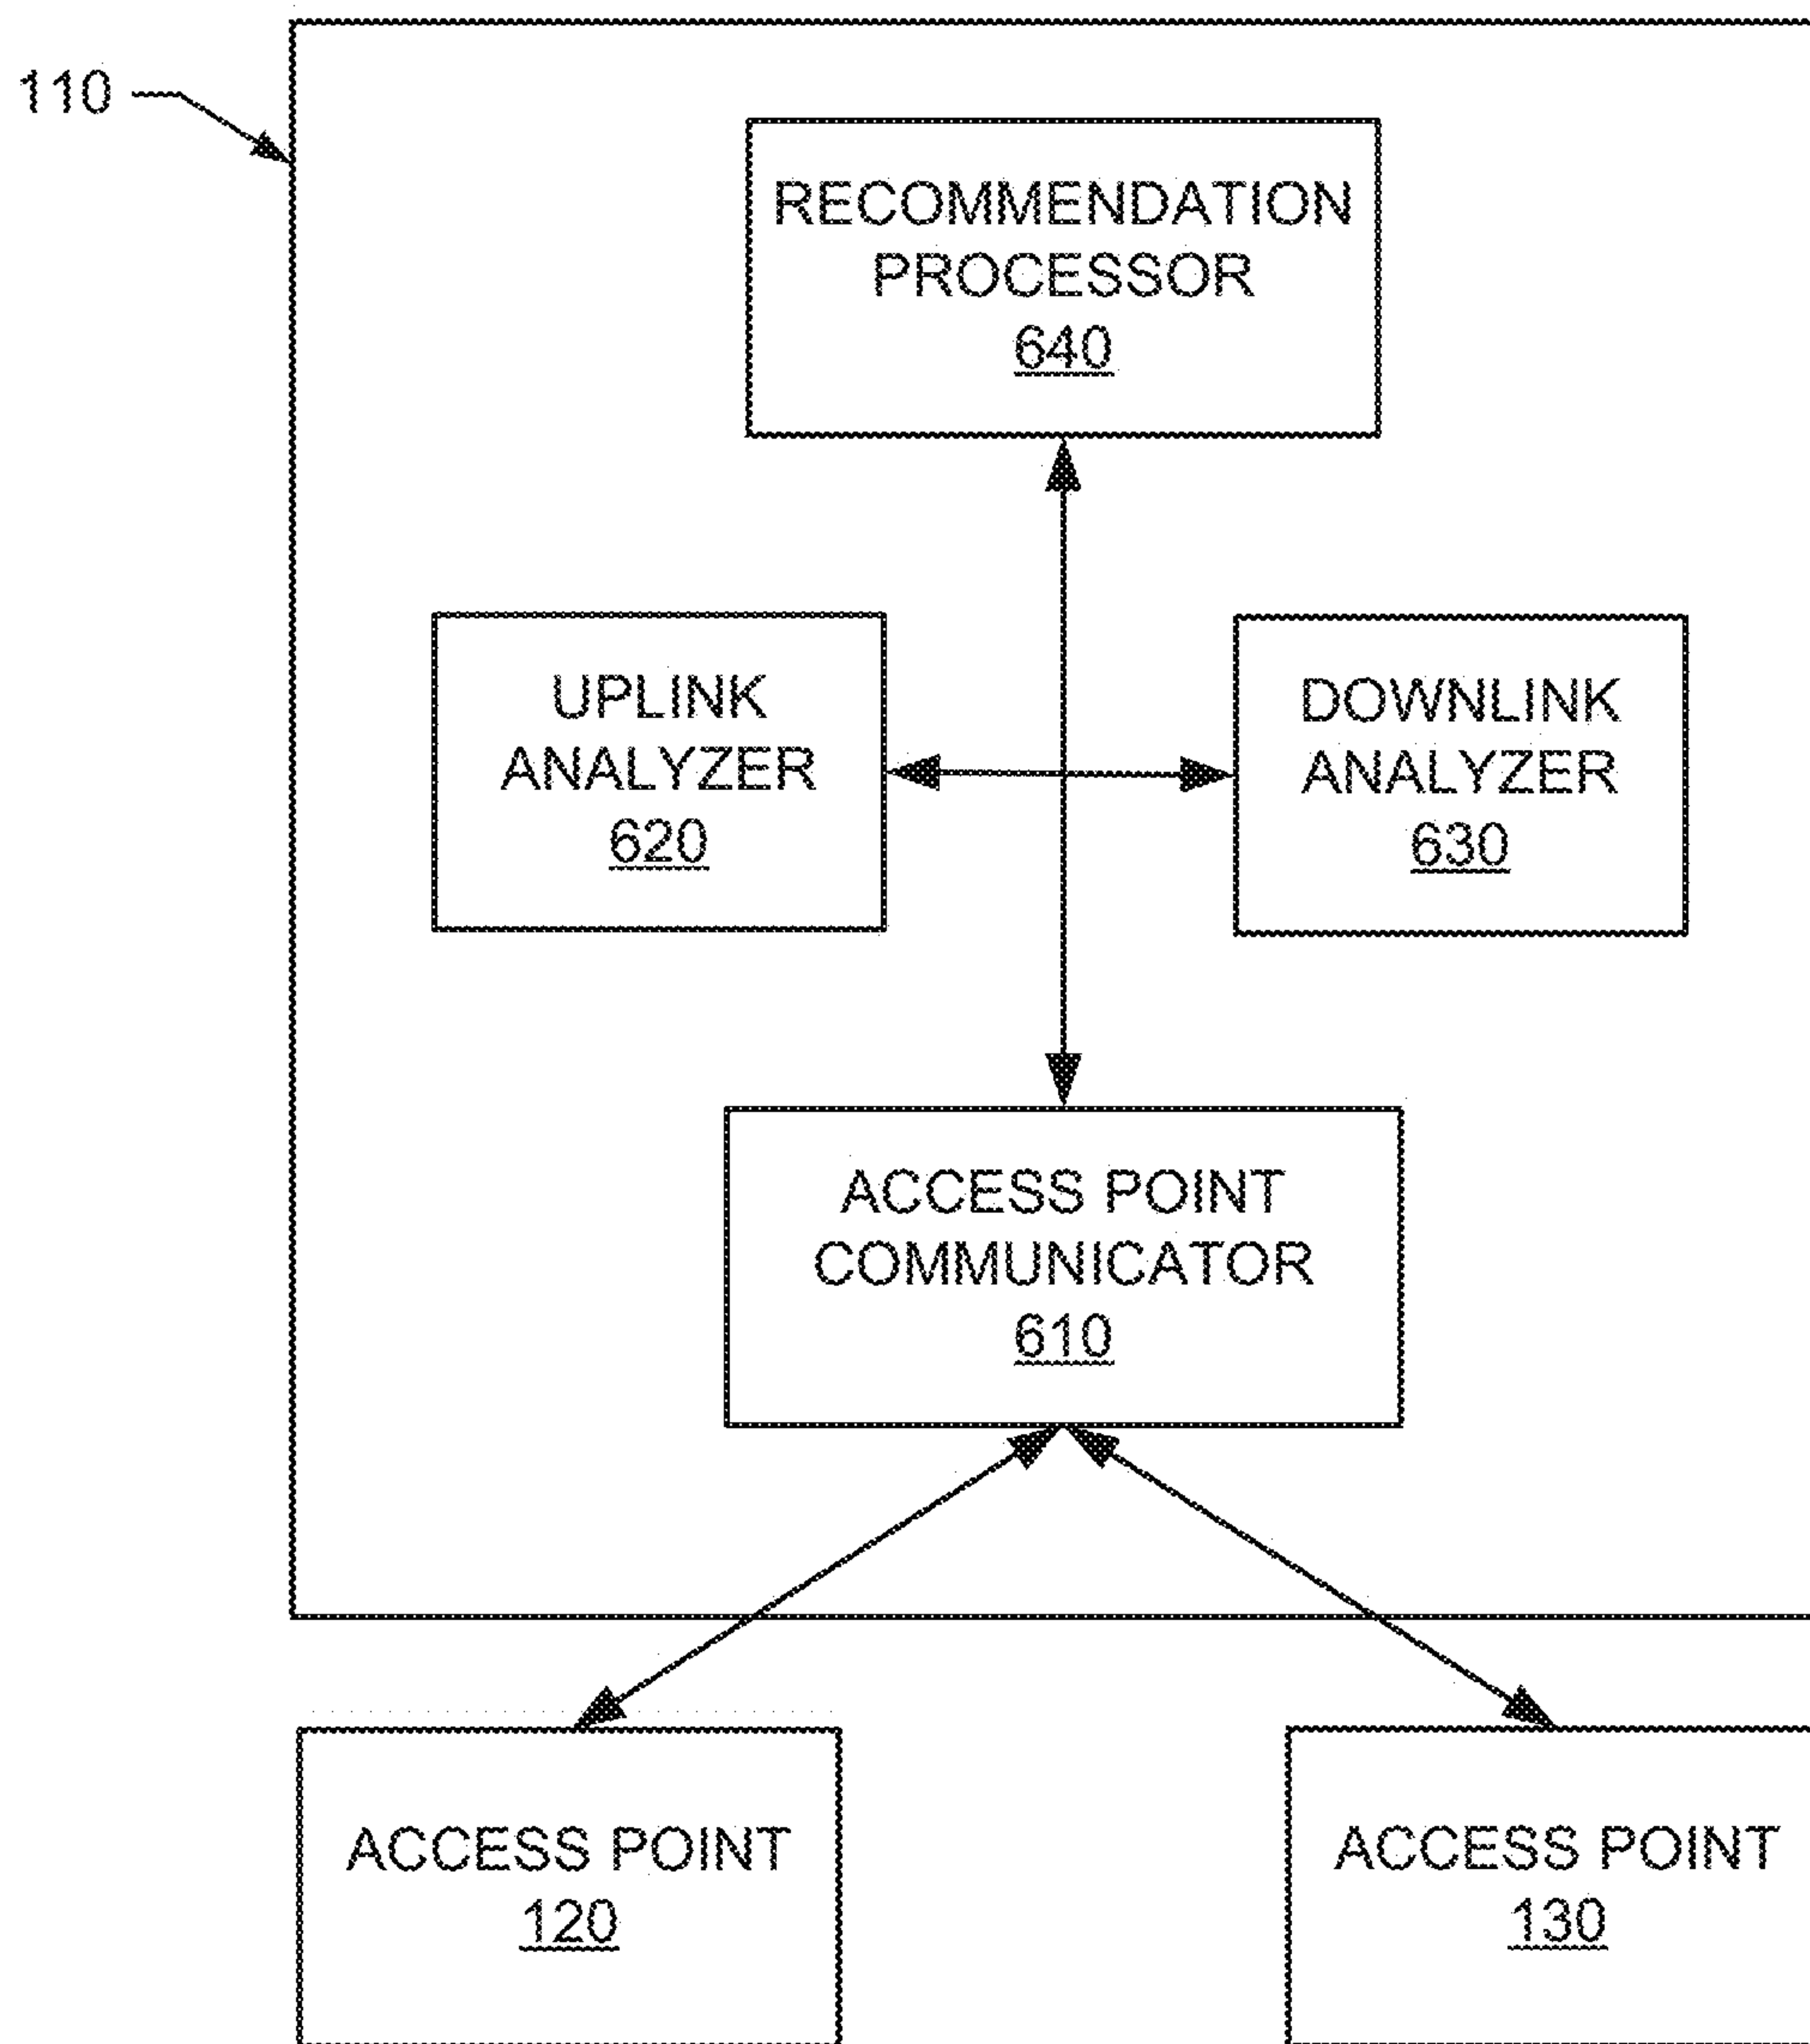 110
RECOMMENDATION
PROCESSOR
640
UPLINK
ANALYZER
620
DOWNLINK
ANALYZER
630
ACCESS POINT
COMMUNICATOR
610
ACCESS POINT
120
ACCESS POINT
130